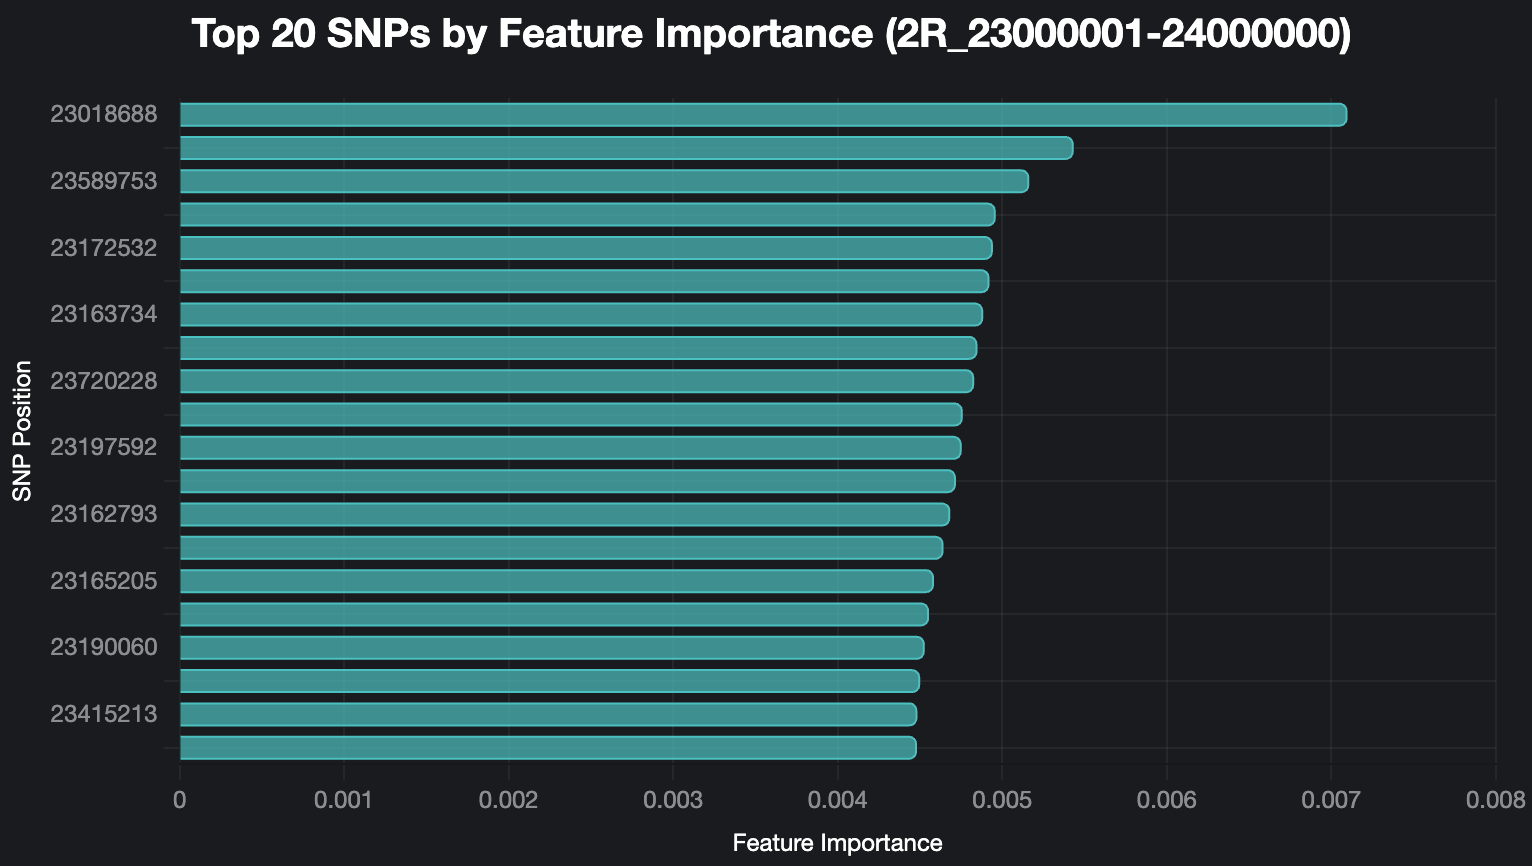 Top 20 SNPs by Feature Importance (2R_23000001-24000000)
SNP Position
23018688
23589753
23172532
23163734
23720228
23197592
23162793
23165205
23190060
23415213
0 0.001 0.002 0.003 0.004 0.005 0.006 0.007 0.008
Feature Importance